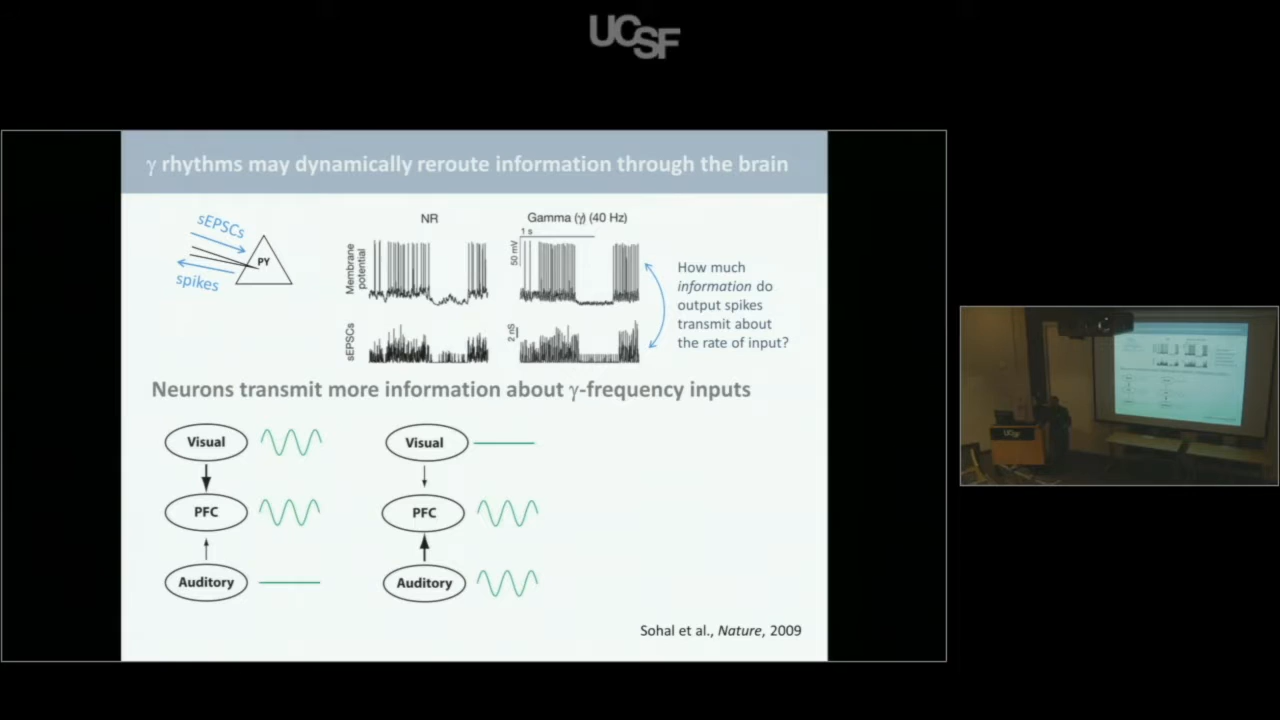 UCSF
γ rhythms may dynamically reroute information through the brain
sEPSCs
PY
spikes
NR
Gamma (γ) (40 Hz)
1 s
Membrane
potential
50 mV
sEPSCs
2 nS
How much
information do
output spikes
transmit about
the rate of input?
Neurons transmit more information about γ-frequency inputs
Visual
PFC
Auditory
Visual
PFC
Auditory
Sohal et al., Nature, 2009
UCSF